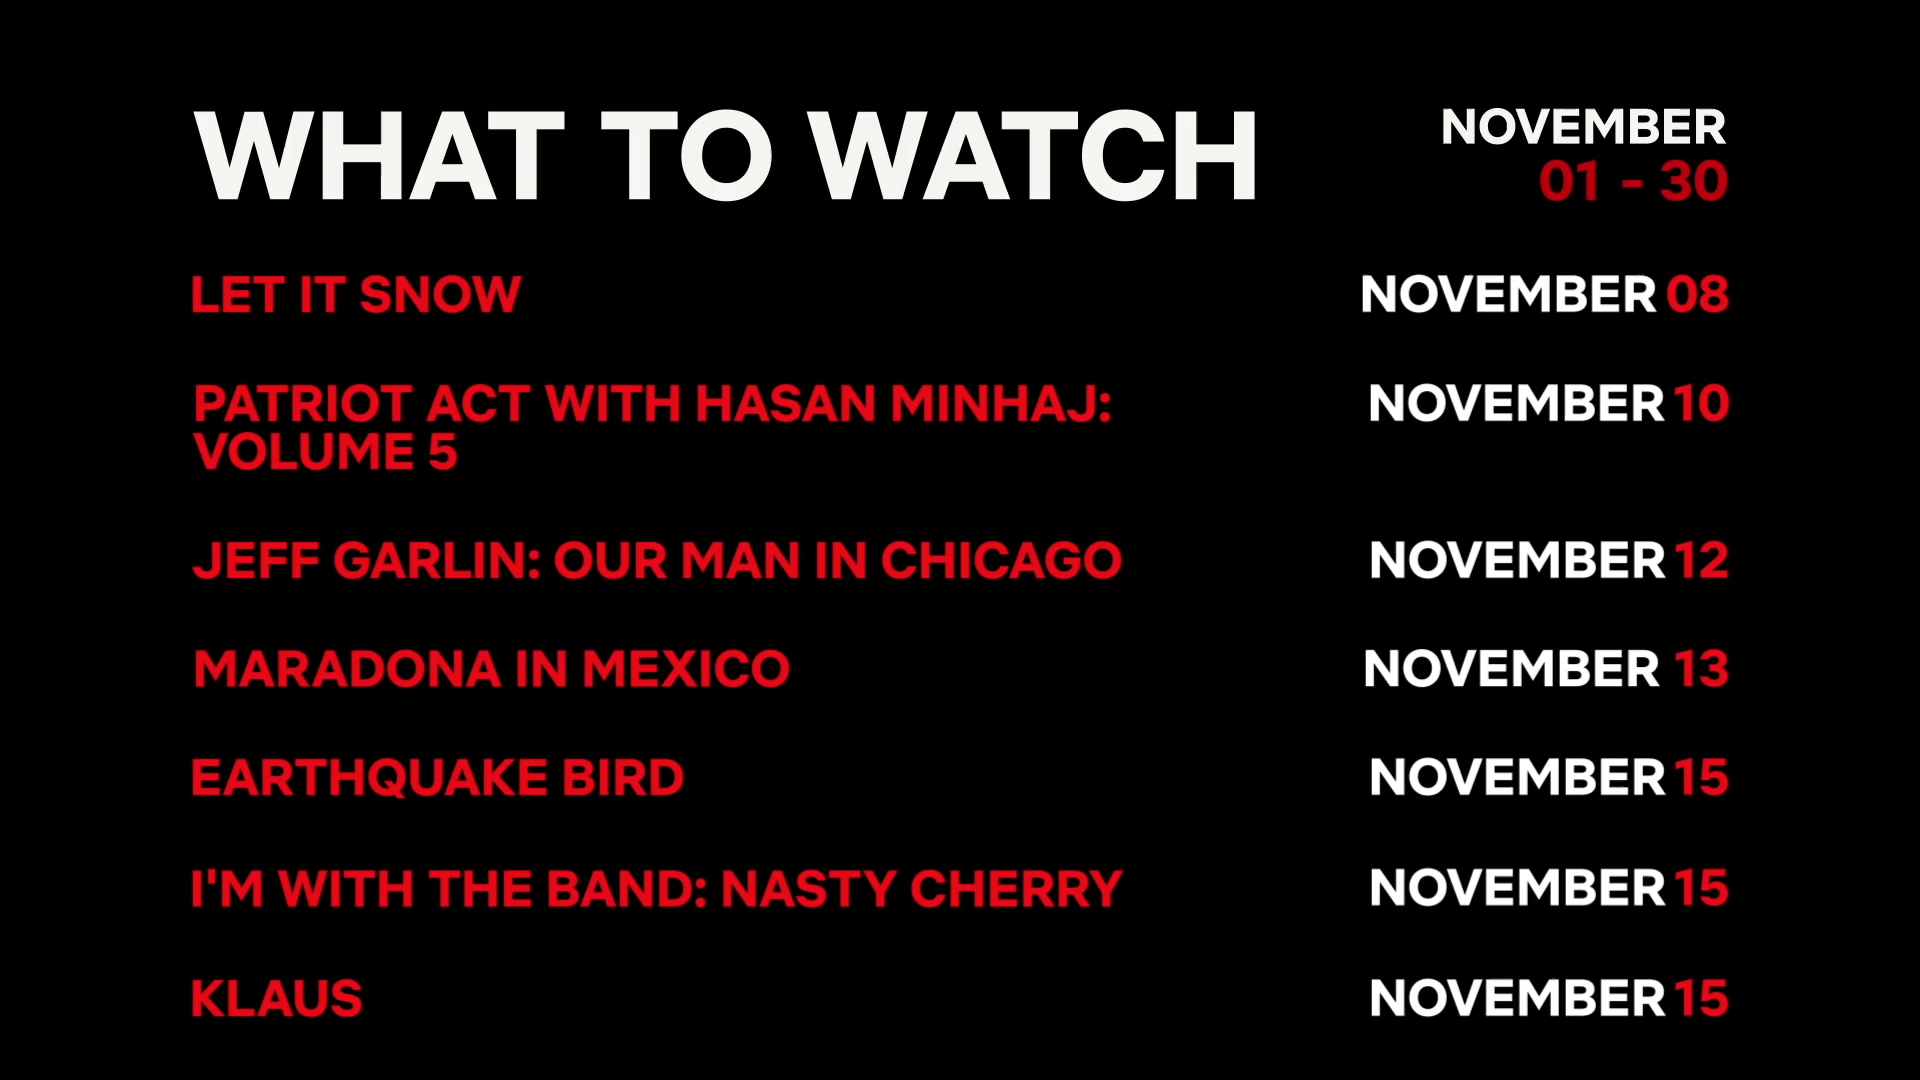 WHAT TO WATCH
NOVEMBER
01 - 30
LET IT SNOW NOVEMBER 08
PATRIOT ACT WITH HASAN MINHAJ: NOVEMBER 10
VOLUME 5
JEFF GARLIN: OUR MAN IN CHICAGO NOVEMBER 12
MARADONA IN MEXICO NOVEMBER 13
EARTHQUAKE BIRD NOVEMBER 15
I'M WITH THE BAND: NASTY CHERRY NOVEMBER 15
KLAUS NOVEMBER 15